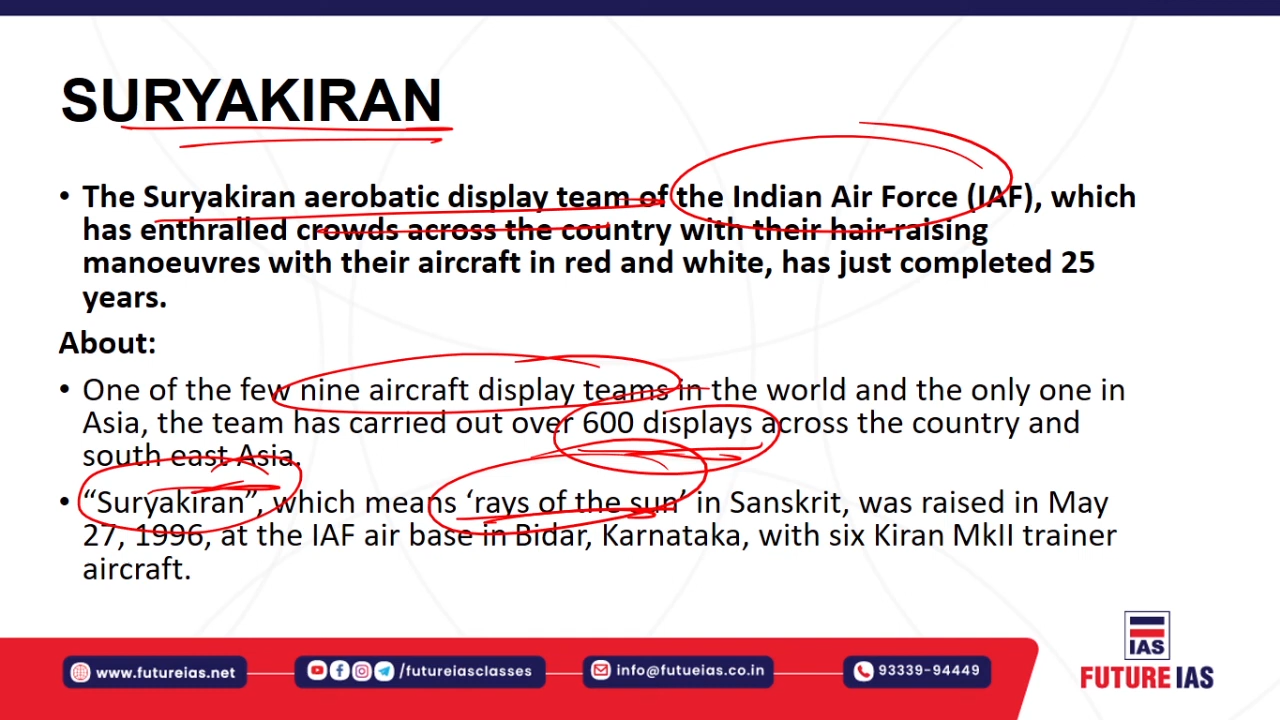 SURYAKIRAN
• The Suryakiran aerobatic display team of the Indian Air Force (IAF), which
has enthralled crowds across the country with their hair-raising
manoeuvres with their aircraft in red and white, has just completed 25
years.
About:
• One of the few nine aircraft display teams in the world and the only one in
Asia, the team has carried out over 600 displays across the country and
south east Asia.
• “Suryakiran”, which means ‘rays of the sun’ in Sanskrit, was raised in May
27, 1996, at the IAF air base in Bidar, Karnataka, with six Kiran MkII trainer
aircraft.
www.futureias.net
/futureiasclasses
info@futueias.co.in
93339-94449
IAS
FUTURE IAS